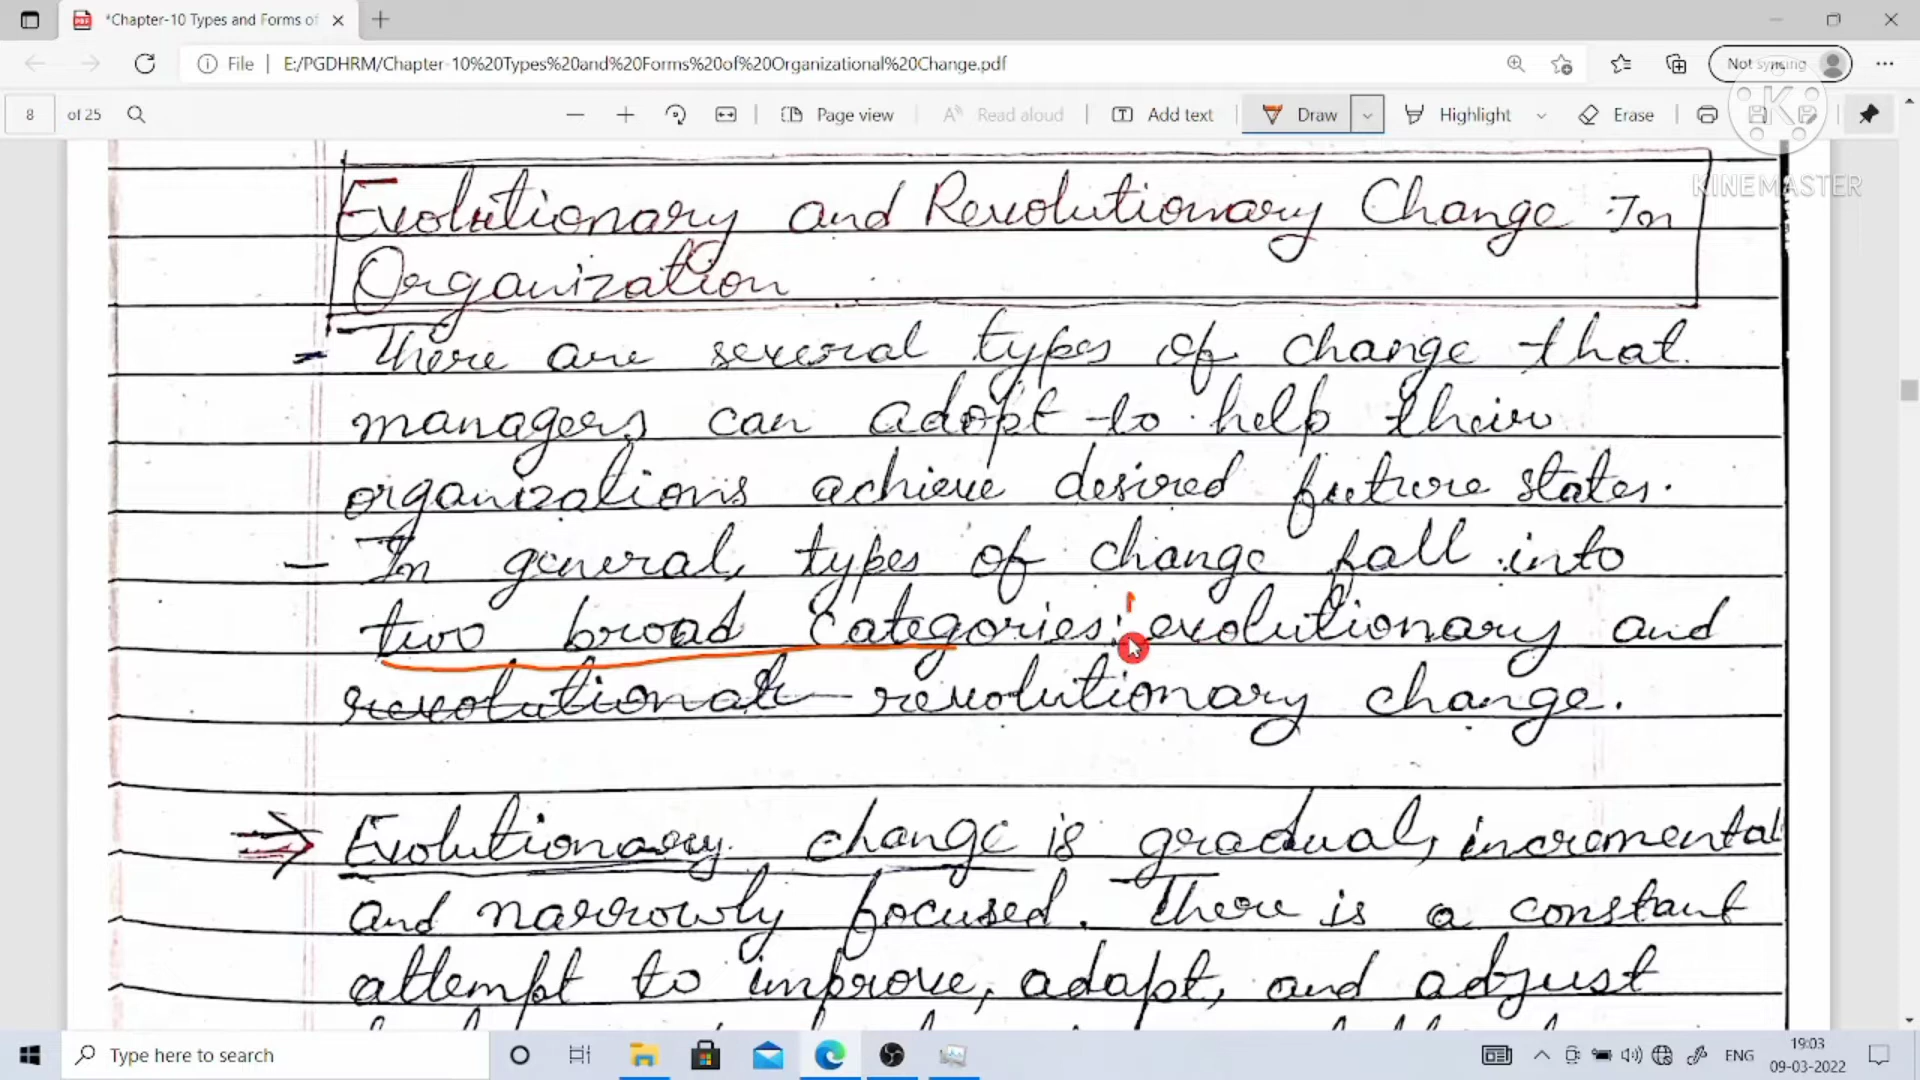 *Chapter-10 Types and Forms of
File E:/PGDHRM/Chapter-10%20Types%20and%20Forms%20of%20Organizational%20Change.pdf Not syncing
8 of 25 Page view Read aloud Add text Draw Highlight Erase
KINEMASTER
Evolutionary and Revolutionary Change In
Organization
- There are several types of change that
managers can adopt to help their
organizations achieve desired future states.
- In general, types of change fall into
two broad categories: evolutionary and
revolutionary change.
⇒ Evolutionary change is gradual, incremental
and narrowly focused. There is a constant
attempt to improve, adapt, and adjust
Type here to search ENG 19:03
09-03-2022